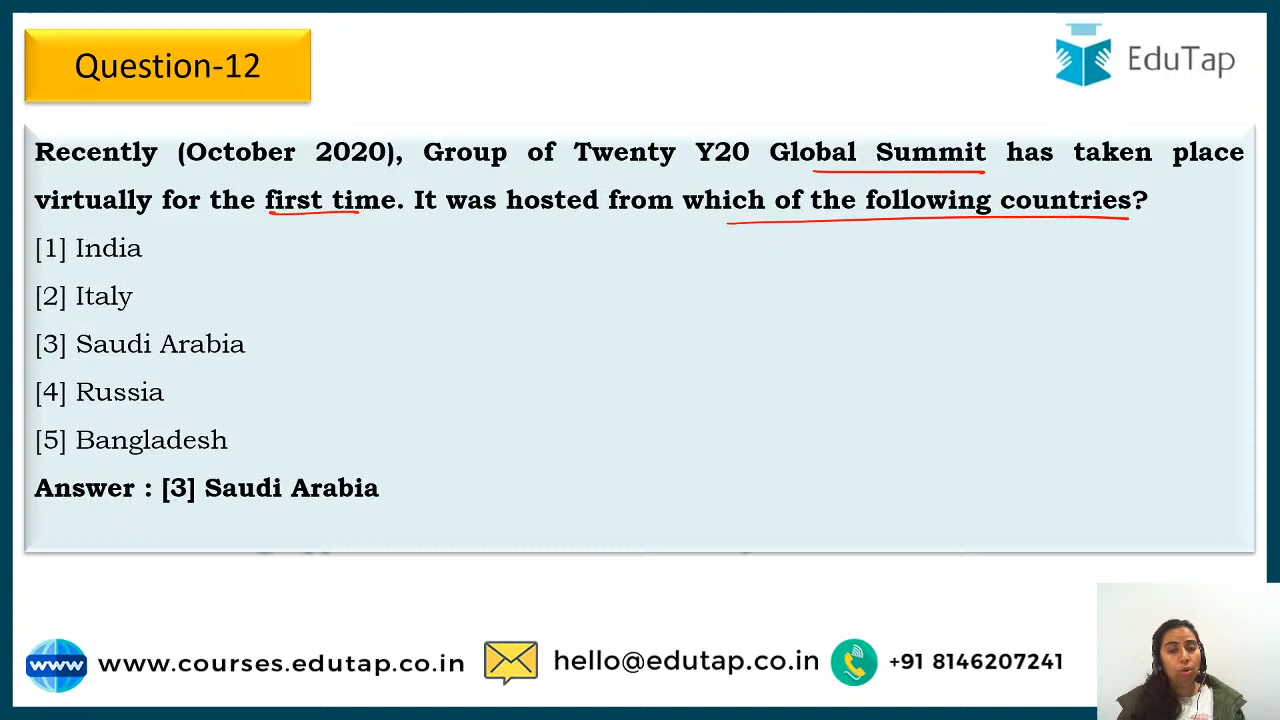 Question-12
EduTap
Recently (October 2020), Group of Twenty Y20 Global Summit has taken place
virtually for the first time. It was hosted from which of the following countries?
[1] India
[2] Italy
[3] Saudi Arabia
[4] Russia
[5] Bangladesh
Answer : [3] Saudi Arabia
www www.courses.edutap.co.in hello@edutap.co.in +91 8146207241